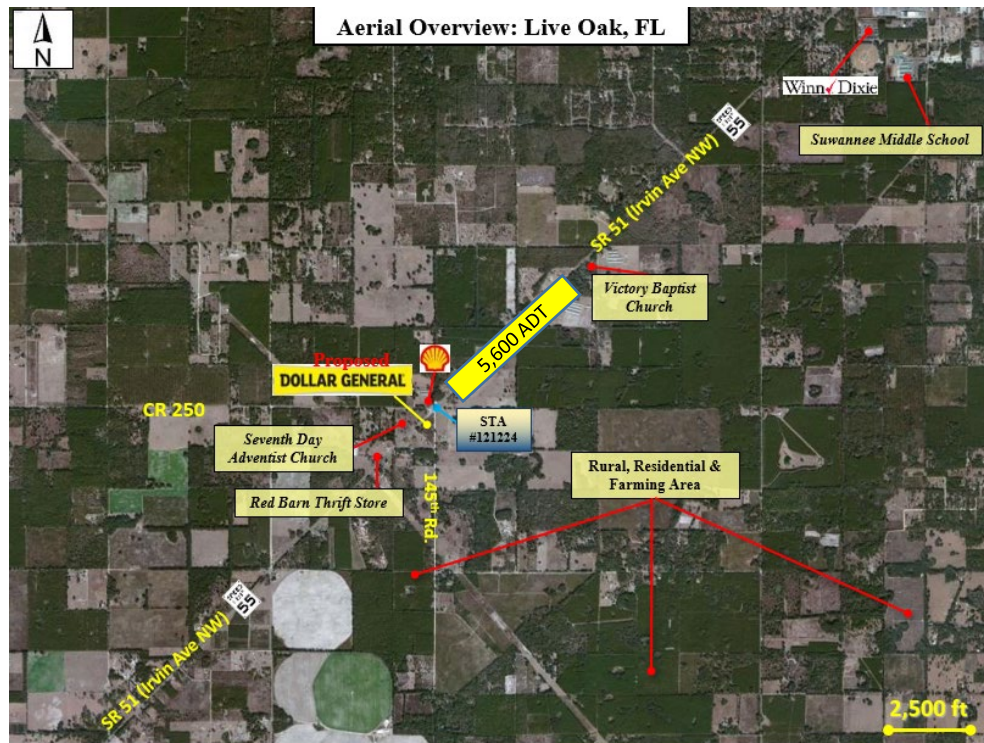 Aerial Overview: Live Oak, FL
N
Winn Dixie
Suwannee Middle School
SPEED
LIMIT
55
SR 51 (Irvin Ave NW)
Victory Baptist
Church
5,600 ADT
Proposed
DOLLAR GENERAL
CR 250
STA
#121224
Seventh Day
Adventist Church
Red Barn Thrift Store
145th Rd.
Rural, Residential &
Farming Area
SPEED
LIMIT
55
SR 51 (Irvin Ave NW)
2,500 ft